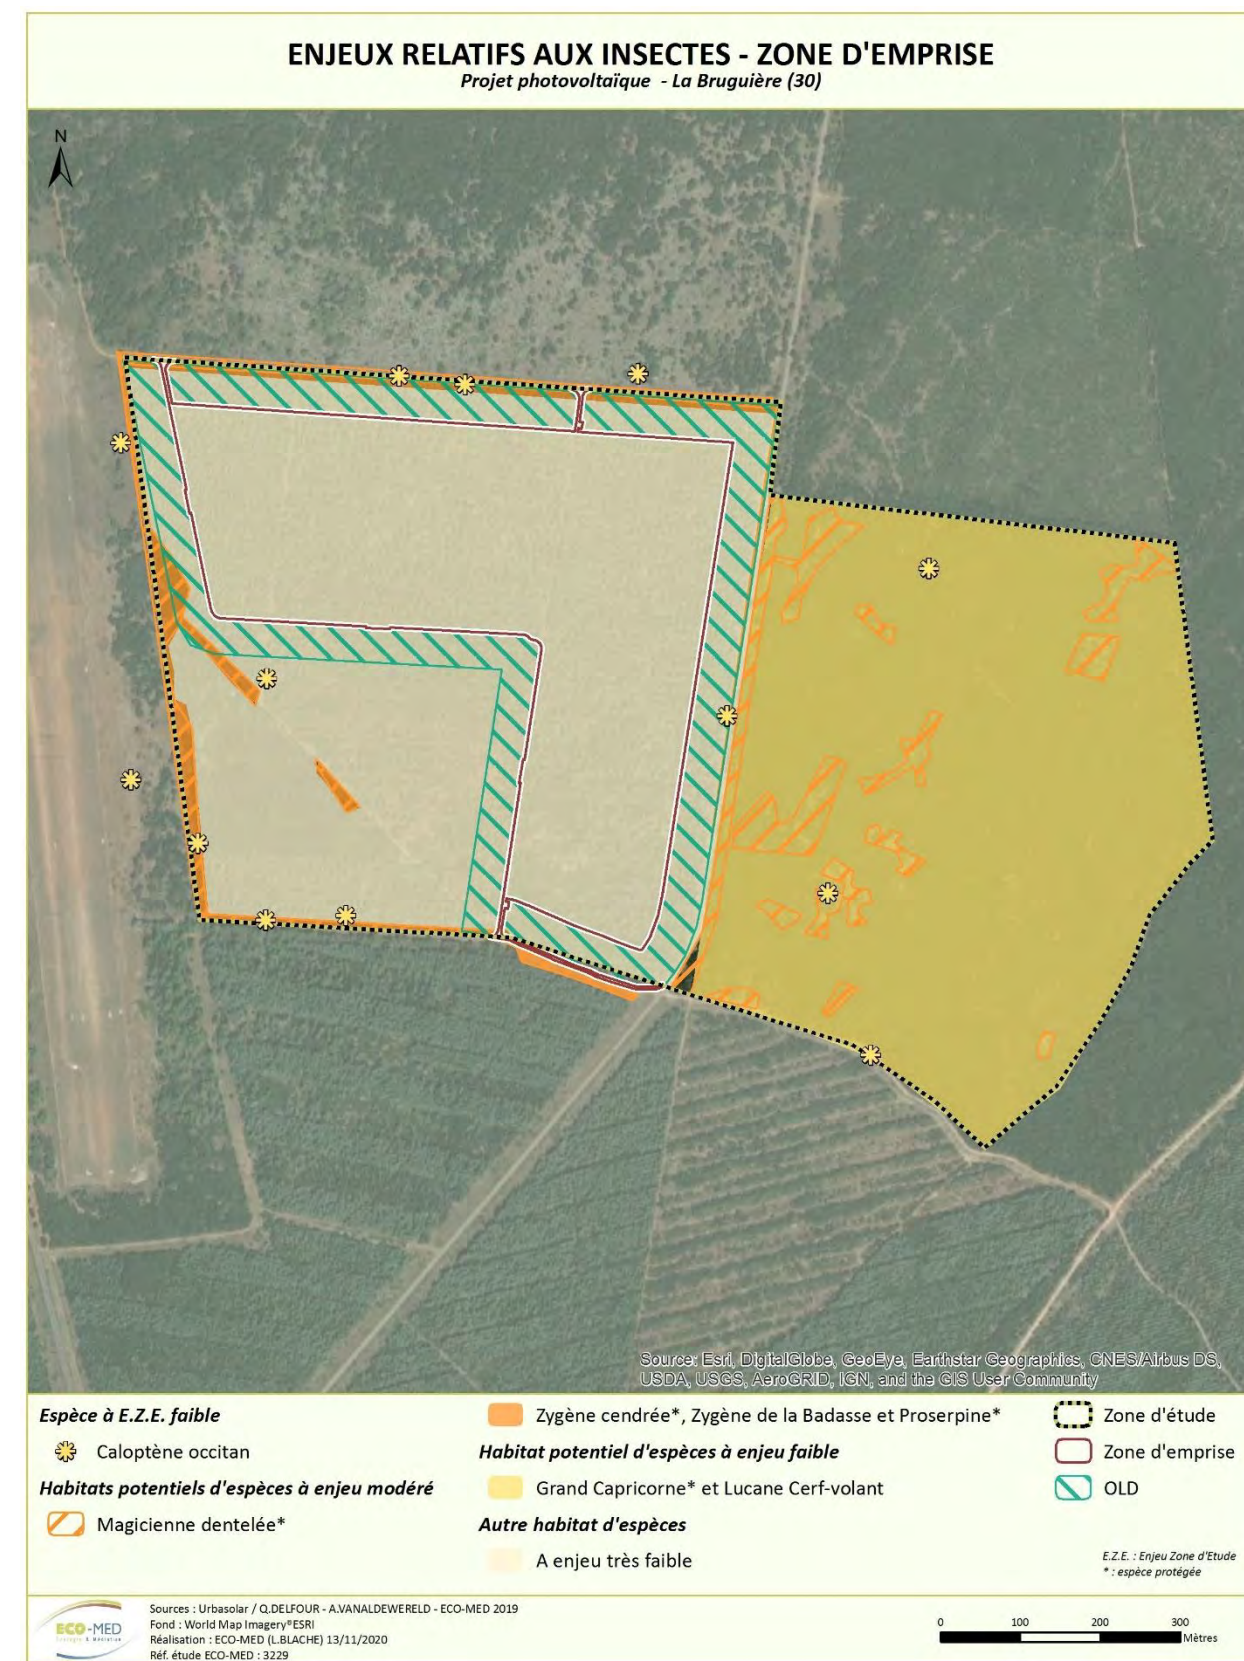 ENJEUX RELATIFS AUX INSECTES - ZONE D'EMPRISE
Projet photovoltaïque - La Bruguière (30)
N
Source: Esri, DigitalGlobe, GeoEye, Earthstar Geographics, CNES/Airbus DS,
USDA, USGS, AeroGRID, IGN, and the GIS User Community
Espèce à E.Z.E. faible
Caloptène occitan
Habitats potentiels d'espèces à enjeu modéré
Magicienne dentelée*
Zygène cendrée*, Zygène de la Badasse et Proserpine*
Habitat potentiel d'espèces à enjeu faible
Grand Capricorne* et Lucane Cerf-volant
Autre habitat d'espèces
A enjeu très faible
Zone d'étude
Zone d'emprise
OLD
E.Z.E. : Enjeu Zone d'Etude
* : espèce protégée
ECO-MED
Ecologie & Médiation
Sources : Urbasolar / Q.DELFOUR - A.VANALDEWERELD - ECO-MED 2019
Fond : World Map Imagery®ESRI
Réalisation : ECO-MED (L.BLACHE) 13/11/2020
Réf. étude ECO-MED : 3229
0 100 200 300
Mètres